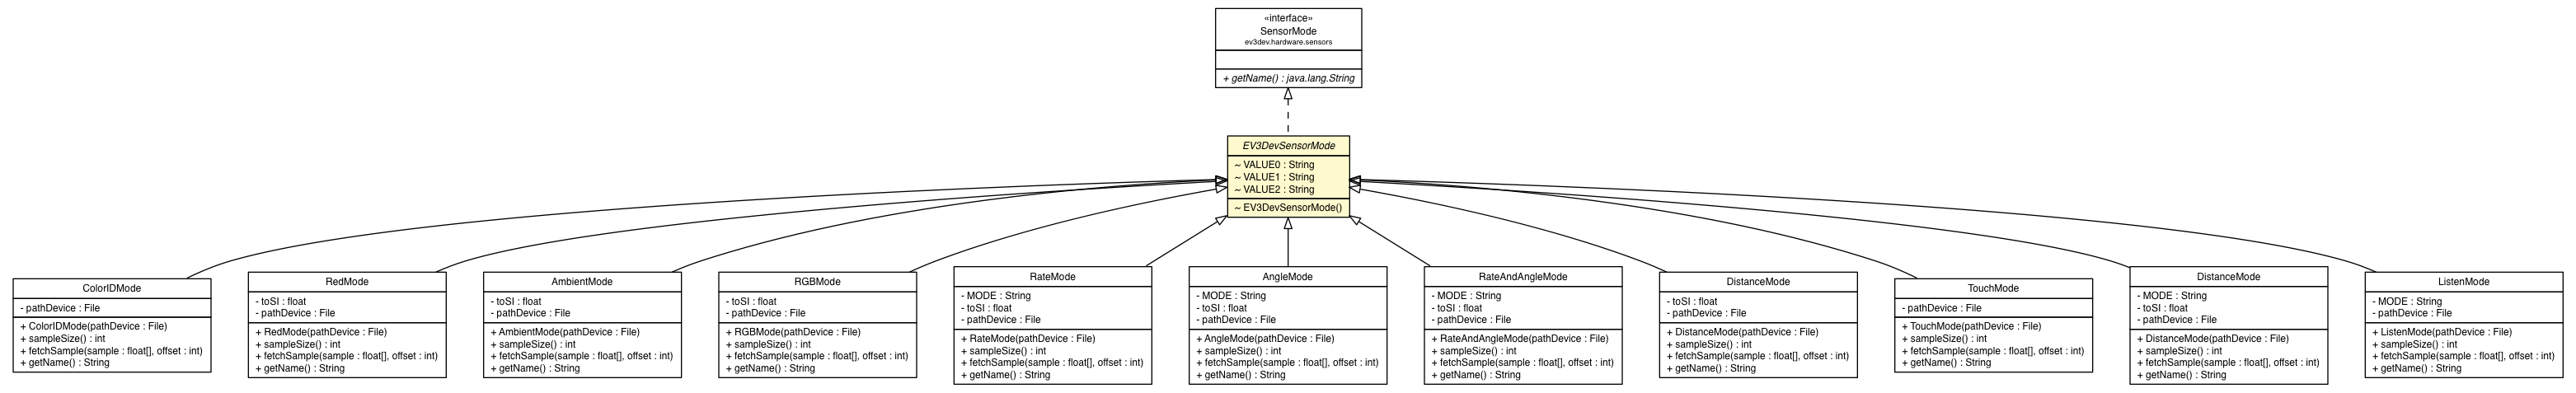 «interface»
SensorMode
ev3dev.hardware.sensors
+ getName() : java.lang.String
EV3DevSensorMode
~ VALUE0 : String
~ VALUE1 : String
~ VALUE2 : String
~ EV3DevSensorMode()
ColorIDMode
- pathDevice : File
+ ColorIDMode(pathDevice : File)
+ sampleSize() : int
+ fetchSample(sample : float[], offset : int)
+ getName() : String
RedMode
- toSI : float
- pathDevice : File
+ RedMode(pathDevice : File)
+ sampleSize() : int
+ fetchSample(sample : float[], offset : int)
+ getName() : String
AmbientMode
- toSI : float
- pathDevice : File
+ AmbientMode(pathDevice : File)
+ sampleSize() : int
+ fetchSample(sample : float[], offset : int)
+ getName() : String
RGBMode
- toSI : float
- pathDevice : File
+ RGBMode(pathDevice : File)
+ sampleSize() : int
+ fetchSample(sample : float[], offset : int)
+ getName() : String
RateMode
- MODE : String
- toSI : float
- pathDevice : File
+ RateMode(pathDevice : File)
+ sampleSize() : int
+ fetchSample(sample : float[], offset : int)
+ getName() : String
AngleMode
- MODE : String
- toSI : float
- pathDevice : File
+ AngleMode(pathDevice : File)
+ sampleSize() : int
+ fetchSample(sample : float[], offset : int)
+ getName() : String
RateAndAngleMode
- MODE : String
- toSI : float
- pathDevice : File
+ RateAndAngleMode(pathDevice : File)
+ sampleSize() : int
+ fetchSample(sample : float[], offset : int)
+ getName() : String
DistanceMode
- toSI : float
- pathDevice : File
+ DistanceMode(pathDevice : File)
+ sampleSize() : int
+ fetchSample(sample : float[], offset : int)
+ getName() : String
TouchMode
- pathDevice : File
+ TouchMode(pathDevice : File)
+ sampleSize() : int
+ fetchSample(sample : float[], offset : int)
+ getName() : String
DistanceMode
- MODE : String
- toSI : float
- pathDevice : File
+ DistanceMode(pathDevice : File)
+ sampleSize() : int
+ fetchSample(sample : float[], offset : int)
+ getName() : String
ListenMode
- MODE : String
- pathDevice : File
+ ListenMode(pathDevice : File)
+ sampleSize() : int
+ fetchSample(sample : float[], offset : int)
+ getName() : String